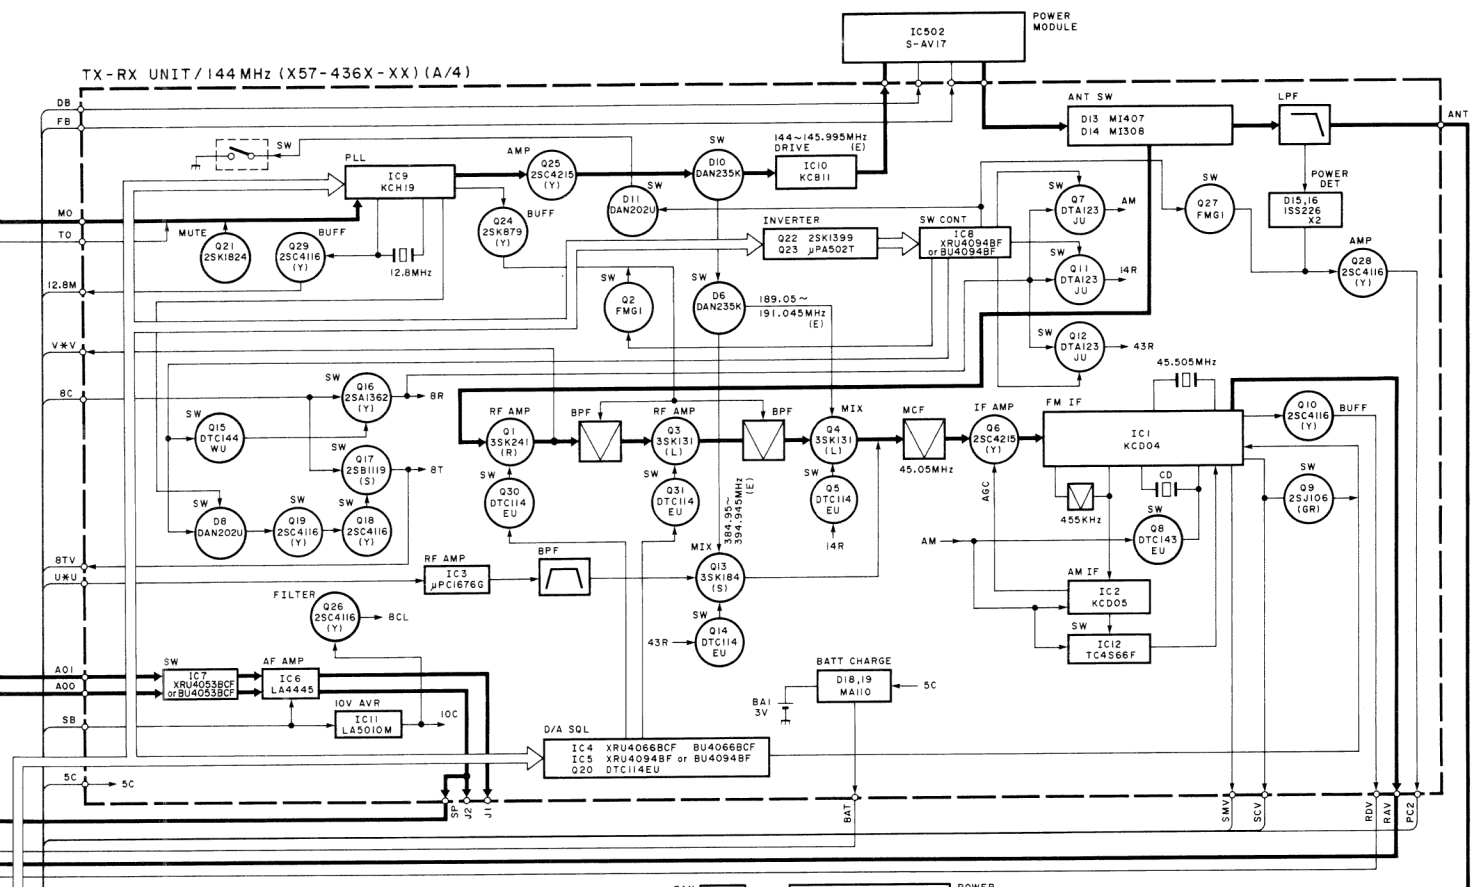 POWER
MODULE
IC502
S-AV17
TX-RX UNIT/144MHz (X57-436X-XX)(A/4)
DB
FB
ANT SW
D13 MI407
D14 MI308
LPF
ANT
SW
PLL
IC9
KCH19
AMP
Q25
2SC4215
(Y)
SW
D10
DAN235K
144~145.995MHz
DRIVE (E)
IC10
KCB11
SW
D11
DAN202U
SW
Q7
DTA123
JU
AM
SW
Q27
FMG1
POWER
DET
D15,16
1SS226
X2
MO
TO
MUTE
Q21
2SK1824
BUFF
Q29
2SC4116
(Y)
12.8MHz
Q24
2SK879
(Y)
BUFF
INVERTER
Q22 2SK1399
Q23 µPA502T
SW CONT
IC8
XRU4094BF
or BU4094BF
SW
Q11
DTA123
JU
14R
AMP
Q28
2SC4116
(Y)
12.8M
SW
Q2
FMG1
SW
D6
DAN235K
189.05~
191.045MHz
(E)
SW
Q12
DTA123
JU
43R
V*V
8C
SW
Q16
2SA1362
(Y)
8R
SW
Q15
DTC144
WU
SW
Q17
2SB1119
(S)
8T
RF AMP
Q1
3SK241
(R)
BPF
RF AMP
Q3
3SK131
(L)
BPF
MIX
Q4
3SK131
(L)
MCF
45.05MHz
IF AMP
Q6
2SC4215
(Y)
FM IF
IC1
KCD04
45.505MHz
Q10
2SC4116
(Y)
BUFF
SW
Q30
DTC114
EU
SW
Q31
DTC114
EU
384.95~
394.945MHz
(E)
SW
Q5
DTC114
EU
14R
AGC
455KHz
CD
SW
Q8
DTC143
EU
SW
Q9
2SJ106
(GR)
SW
D8
DAN202U
SW
Q19
2SC4116
(Y)
SW
Q18
2SC4116
(Y)
AM
8TV
U*U
RF AMP
IC3
µPC1676G
BPF
MIX
Q13
3SK184
(S)
AM IF
IC2
KCD05
FILTER
Q26
2SC4116
(Y)
8CL
43R
SW
Q14
DTC114
EU
SW
IC12
TC4S66F
AO1
AOO
SW
IC7
XRU4053BCF
or BU4053BCF
AF AMP
IC6
LA4445
BATT CHARGE
D18,19
MA110
5C
BA1
3V
SB
10V AVR
IC11
LA5010M
10C
D/A SQL
IC4 XRU4066BCF BU4066BCF
IC5 XRU4094BF or BU4094BF
Q20 DTC114EU
5C
5C
SP
J2
J1
BAT
SMV
SCV
RDV
RAV
PC2
POWER